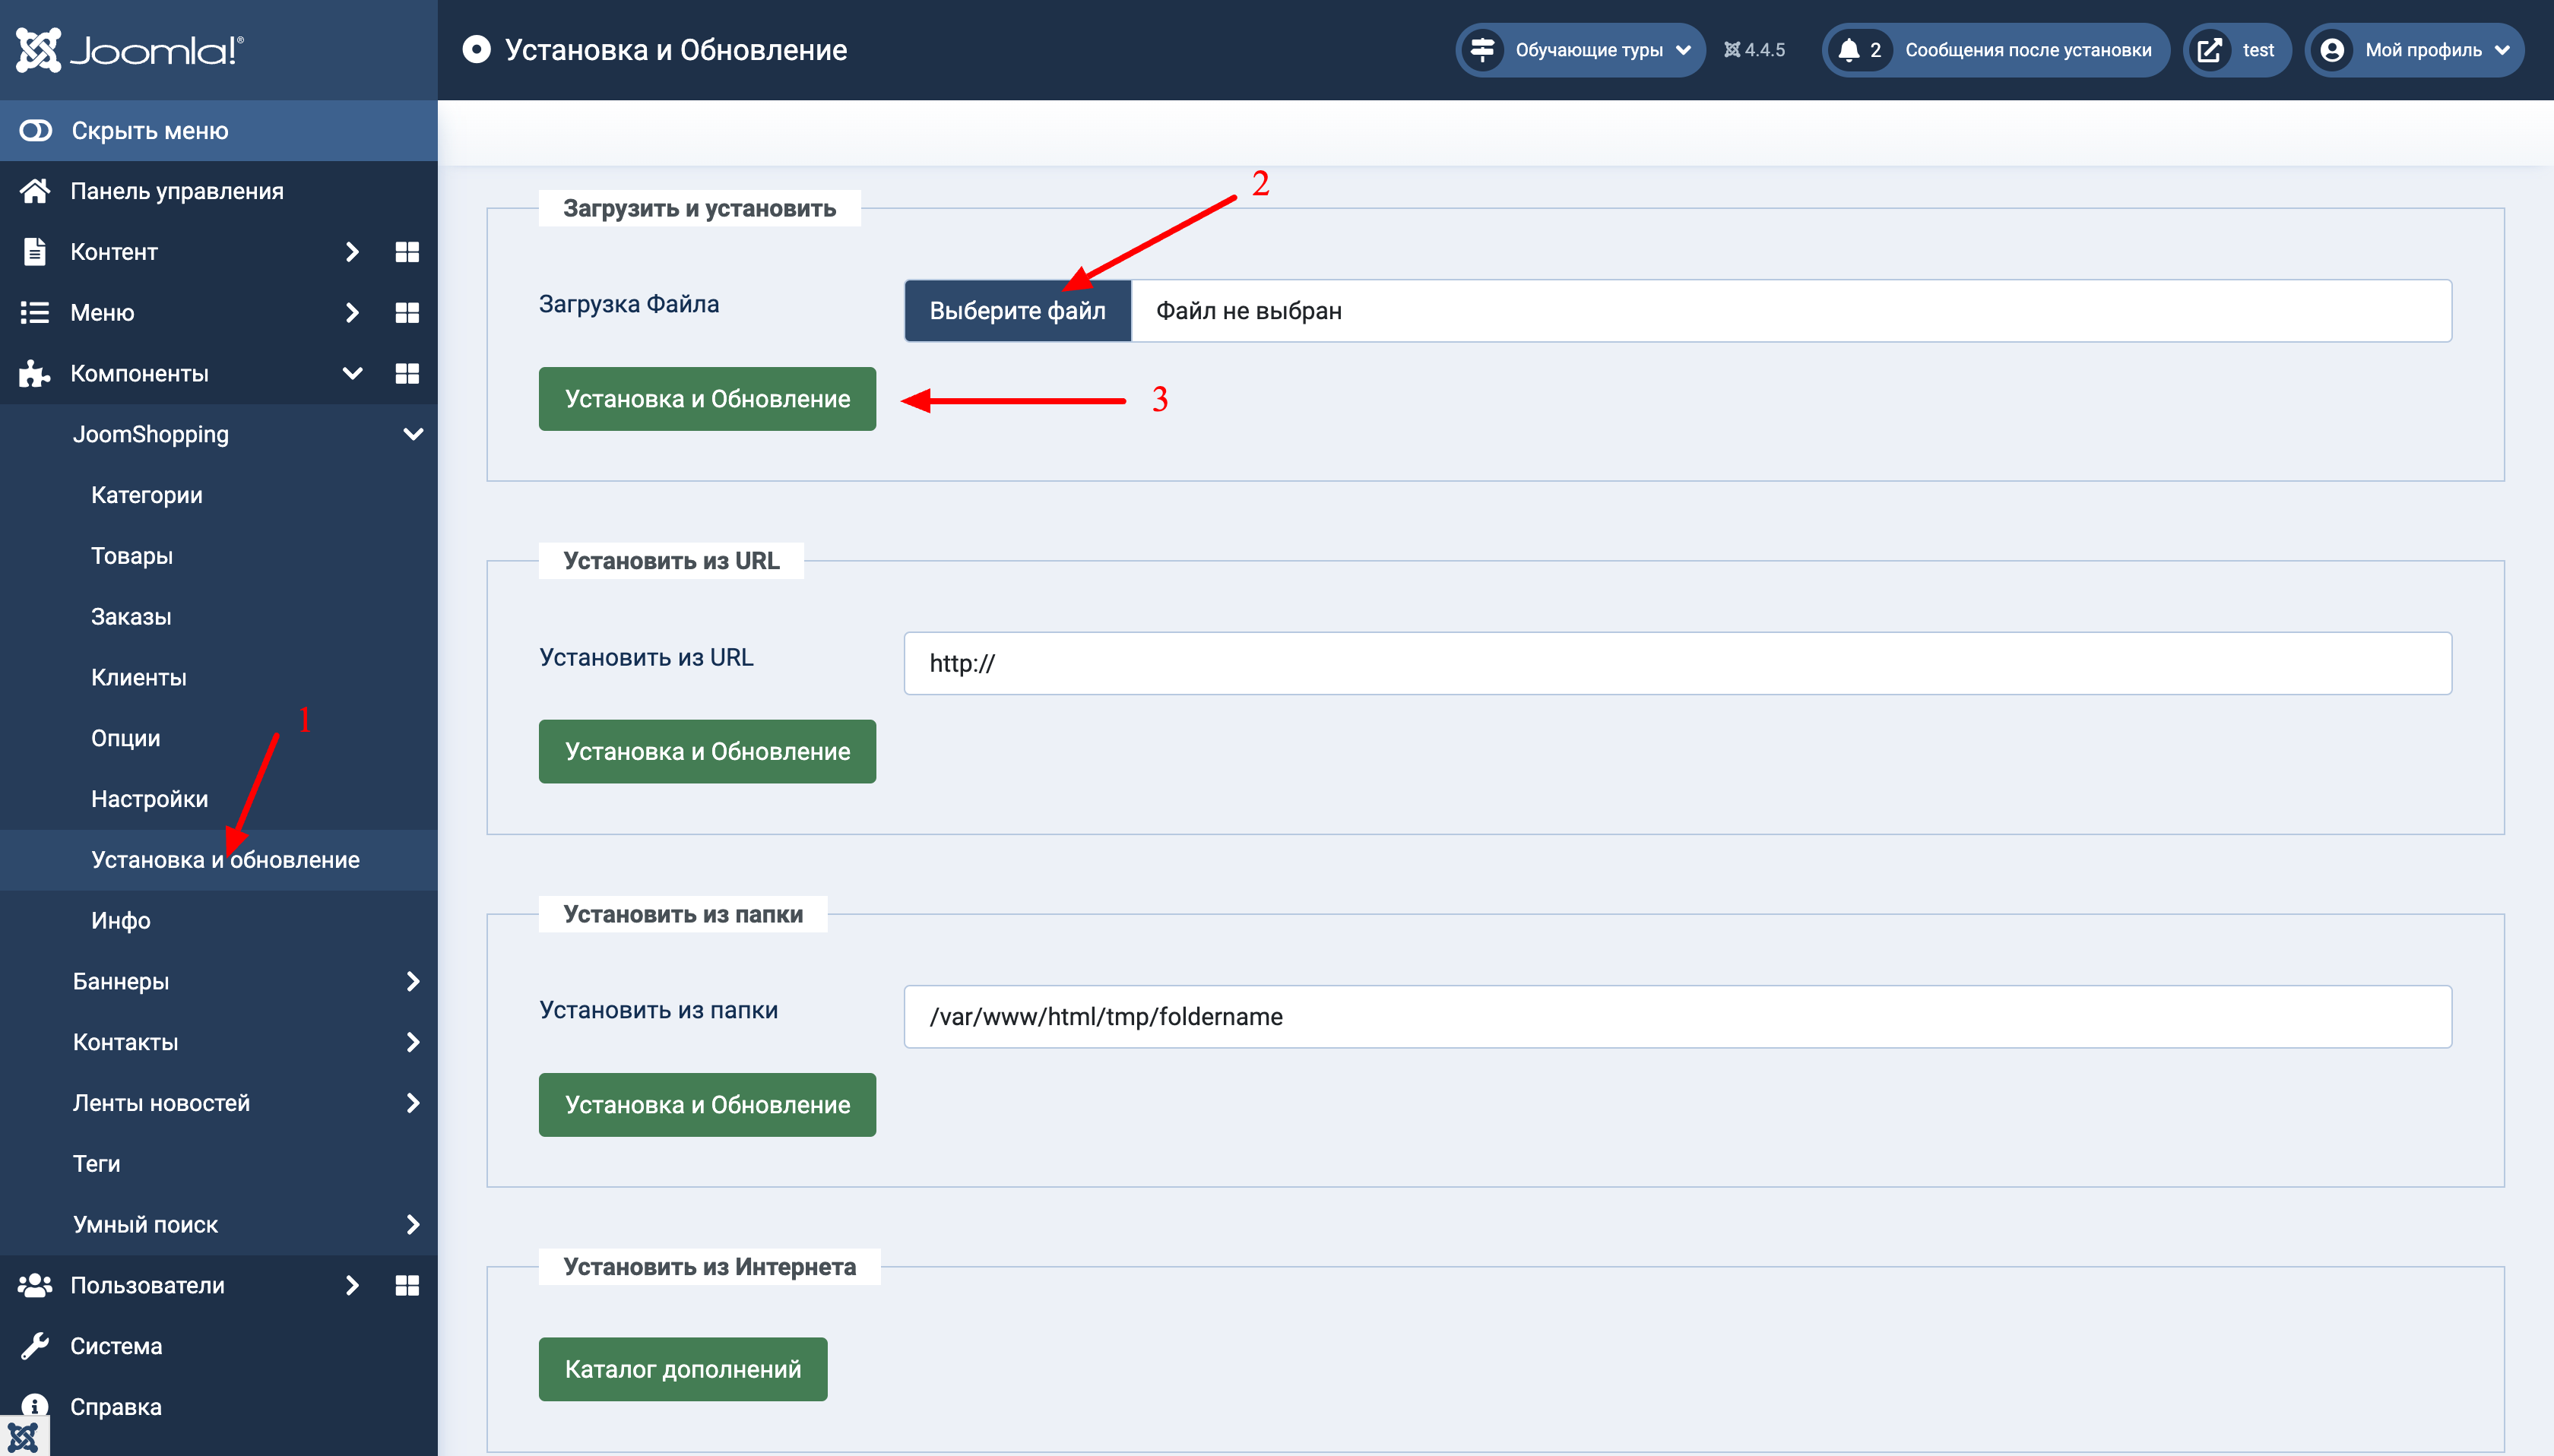 Joomla!®
Установка и Обновление
Обучающие туры
4.4.5
2
Сообщения после установки
test
Мой профиль
Скрыть меню
Панель управления
Контент
Меню
Компоненты
JoomShopping
Категории
Товары
Заказы
Клиенты
Опции
Настройки
1
Установка и обновление
Инфо
Баннеры
Контакты
Ленты новостей
Теги
Умный поиск
Пользователи
Система
Справка
2
Загрузить и установить
Загрузка Файла
Выберите файл
Файл не выбран
Установка и Обновление
3
Установить из URL
Установить из URL
http://
Установка и Обновление
Установить из папки
Установить из папки
/var/www/html/tmp/foldername
Установка и Обновление
Установить из Интернета
Каталог дополнений